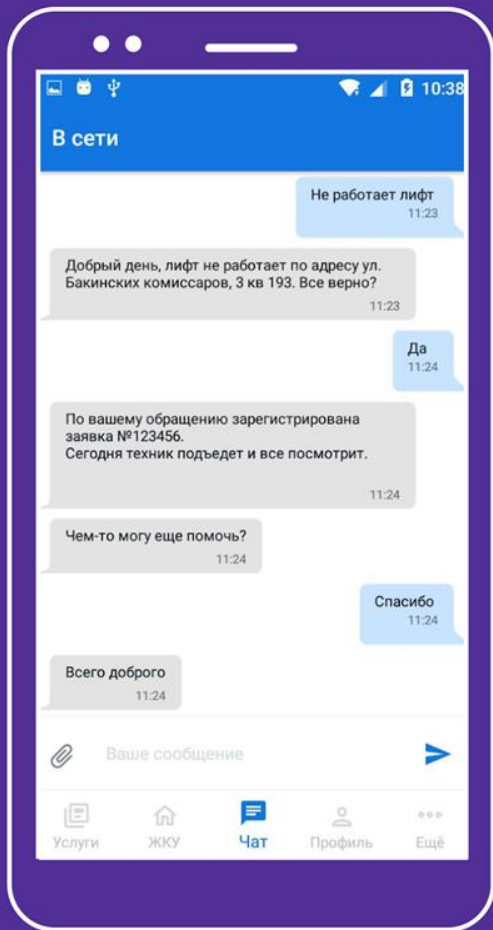 10:38
В сети
Не работает лифт
11:23
Добрый день, лифт не работает по адресу ул.
Бакинских комиссаров, 3 кв 193. Все верно?
11:23
Да
11:24
По вашему обращению зарегистрирована
заявка №123456.
Сегодня техник подъедет и все посмотрит.
11:24
Чем-то могу еще помочь?
11:24
Спасибо
11:24
Всего доброго
11:24
Ваше сообщение
Услуги ЖКУ Чат Профиль Ещё